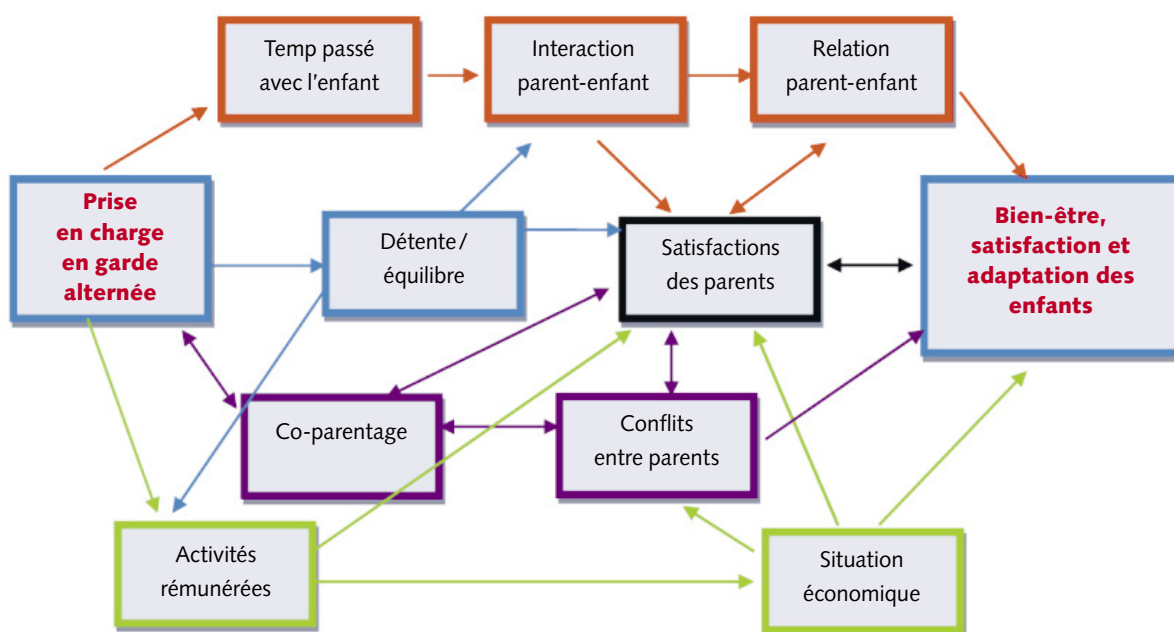 Temp passé
avec l'enfant
Interaction
parent-enfant
Relation
parent-enfant
Prise
en charge
en garde
alternée
Détente/
équilibre
Satisfactions
des parents
Bien-être,
satisfaction et
adaptation des
enfants
Co-parentage
Conflits
entre parents
Activités
rémunérées
Situation
économique